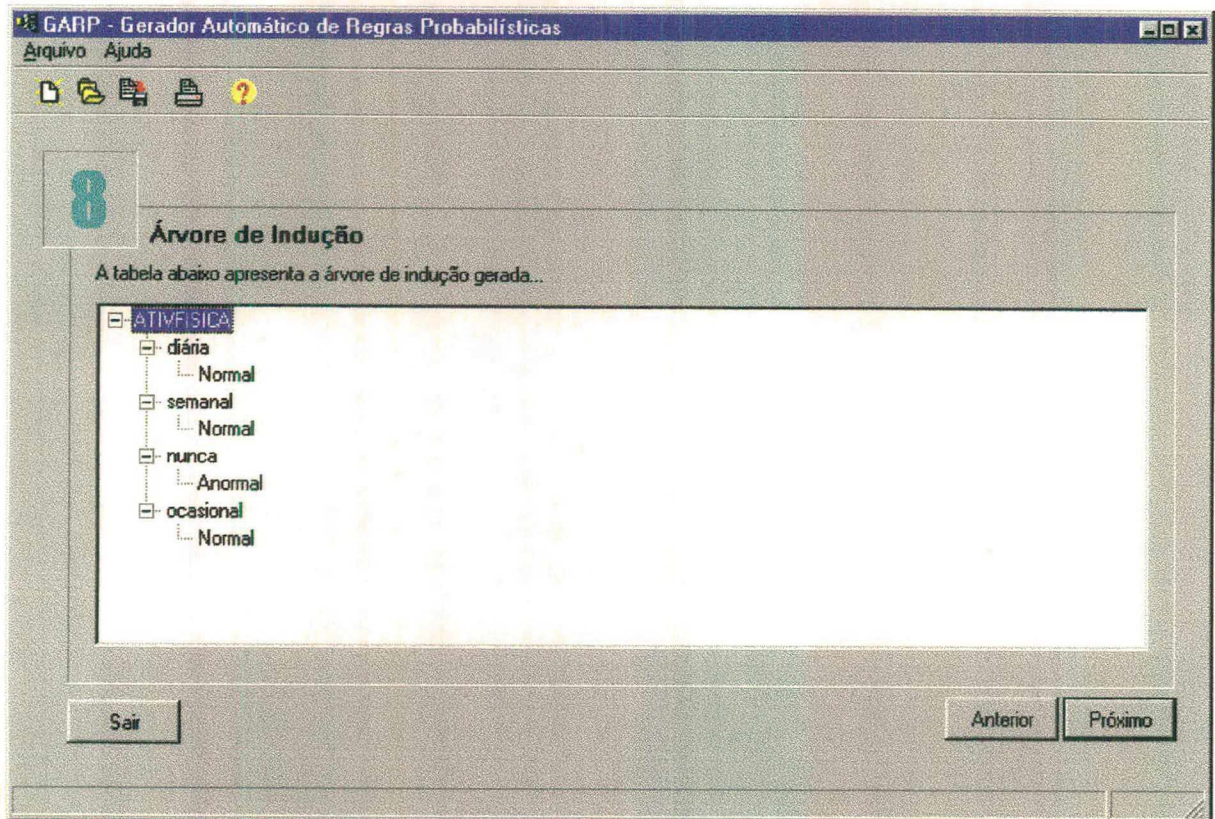 GARP - Gerador Automático de Regras Probabilísticas
Arquivo Ajuda
8
Árvore de Indução
A tabela abaixo apresenta a árvore de indução gerada...
ATIVFISICA
diária
Normal
semanal
Normal
nunca
Anormal
ocasional
Normal
Sair
Anterior
Próximo